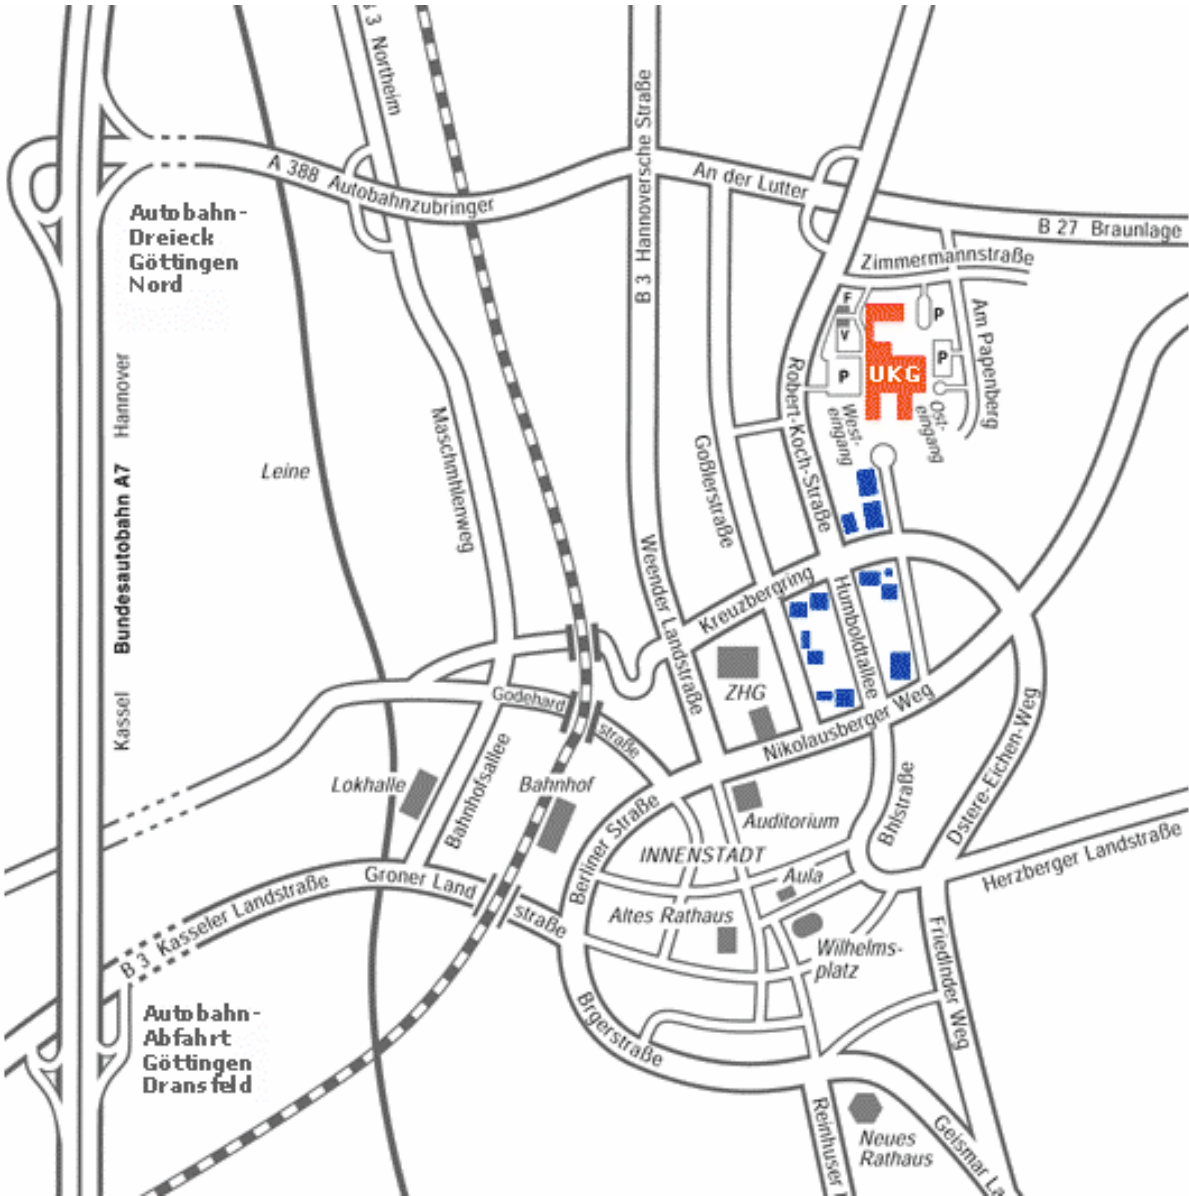 B 3 Northeim
A 388 Autobahnzubringer
B 3 Hannoversche Straße
An der Lutter
B 27 Braunlage
Zimmermannstraße
Autobahn-
Dreieck
Göttingen
Nord
F
V
P
P
P
UKG
Am Papenberg
Robert-Koch-Straße
West-
eingang
Ost-
eingang
Hannover
Bundesautobahn A7
Kassel
Leine
Maschmhlenweg
Goßlerstraße
Weender Landstraße
Kreuzbergring
Humboldtallee
ZHG
Nikolausberger Weg
Godehard
straße
Lokhalle
Bahnhofsallee
Bahnhof
Berliner Straße
Auditorium
Bhlstraße
Dstere-Eichen-Weg
Herzberger Landstraße
INNENSTADT
Aula
Groner Land
straße
B 3 Kasseler Landstraße
Altes Rathaus
Wilhelms-
platz
Friedlnder Weg
Autobahn-
Abfahrt
Göttingen
Dransfeld
Brgerstraße
Reinhuser
Neues
Rathaus
Geismar La